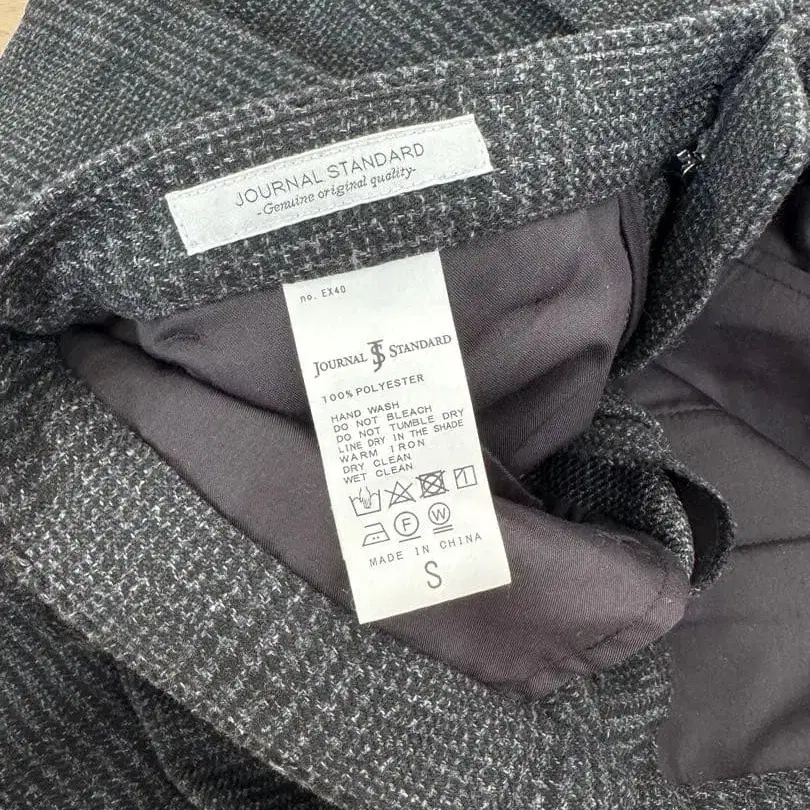 JOURNAL STANDARD
-Genuine original quality-
no. EX40
JOURNAL JS STANDARD
100% POLYESTER
HAND WASH
DO NOT BLEACH
DO NOT TUMBLE DRY
LINE DRY IN THE SHADE
WARM IRON
DRY CLEAN
WET CLEAN
F W
MADE IN CHINA
S